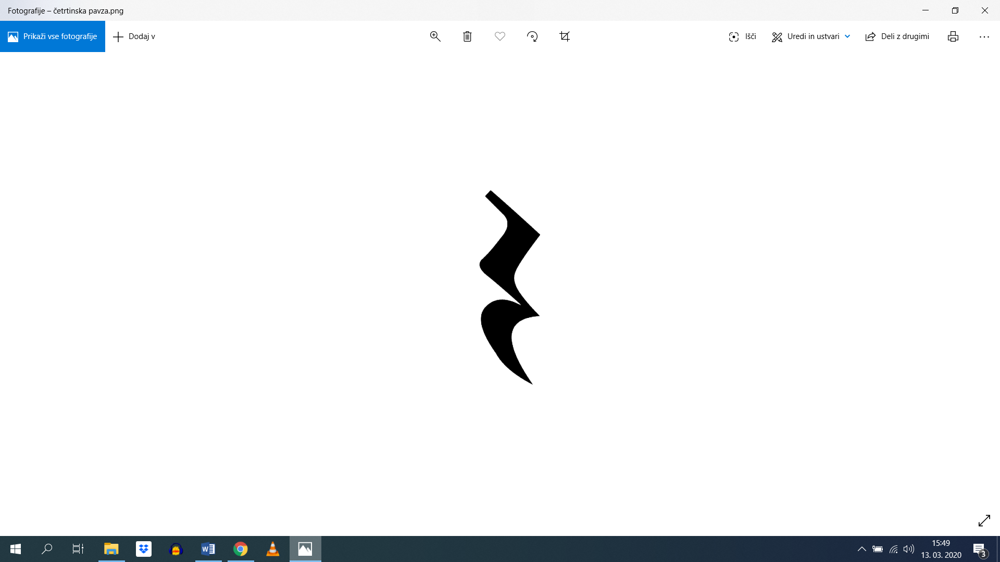 Fotografije – četrtinska pavza.png
Prikaži vse fotografije
Dodaj v
Išči
Uredi in ustvari
Deli z drugimi
15:49
13. 03. 2020
3